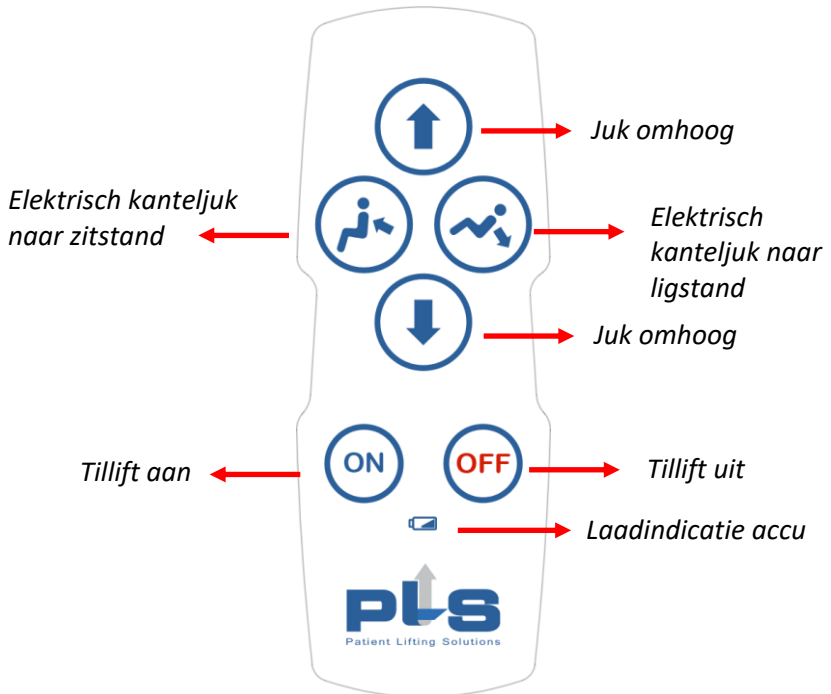 Juk omhoog
Elektrisch kanteljuk
naar zitstand
Elektrisch
kanteljuk naar
ligstand
Juk omhoog
Tillift aan
ON
OFF
Tillift uit
Laadindicatie accu
PLS
Patient Lifting Solutions